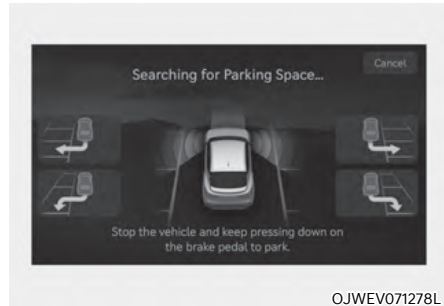 Cancel
Searching for Parking Space...
Stop the vehicle and keep pressing down on
the brake pedal to park.
OJWEV071278L